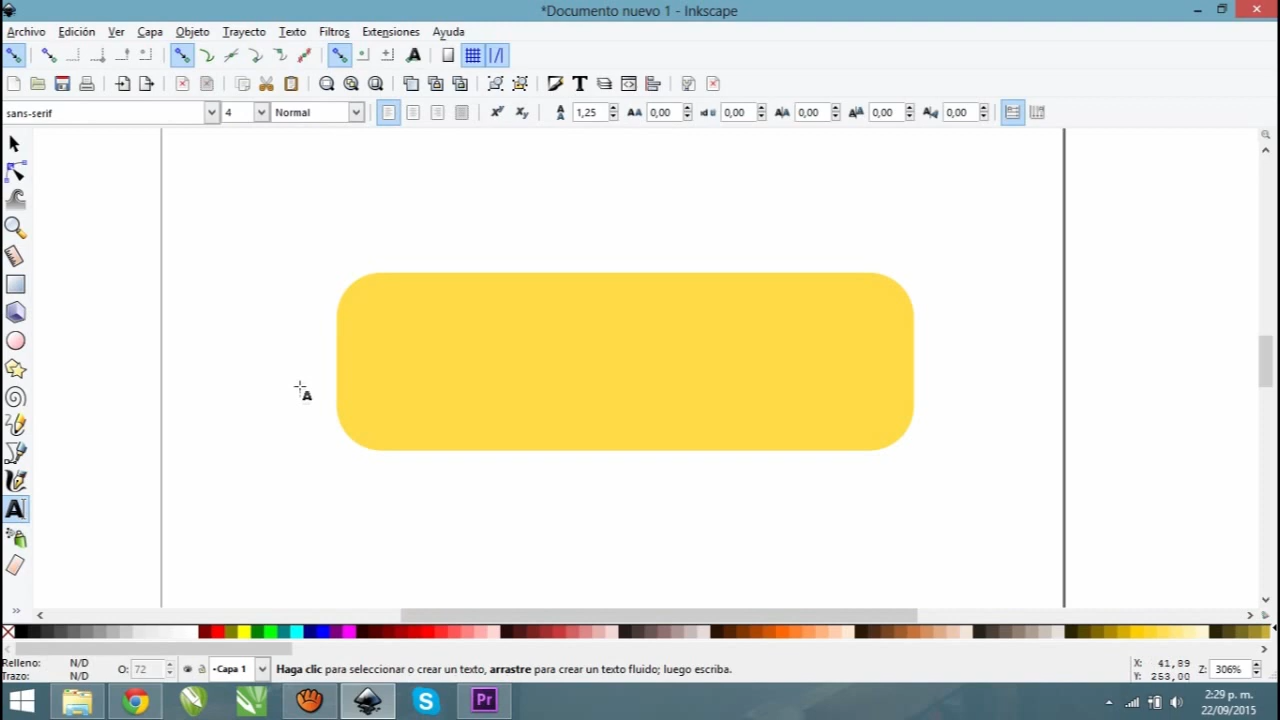 *Documento nuevo 1 - Inkscape
Archivo Edición Ver Capa Objeto Trayecto Texto Filtros Extensiones Ayuda
sans-serif 4 Normal 1,25 0,00 0,00 0,00 0,00 0,00
Relleno: N/D O: 72 •Capa 1 Haga clic para seleccionar o crear un texto, arrastre para crear un texto fluido; luego escriba. X: 41,89 Z: 306%
Trazo: N/D Y: 253,00
2:29 p. m.
22/09/2015